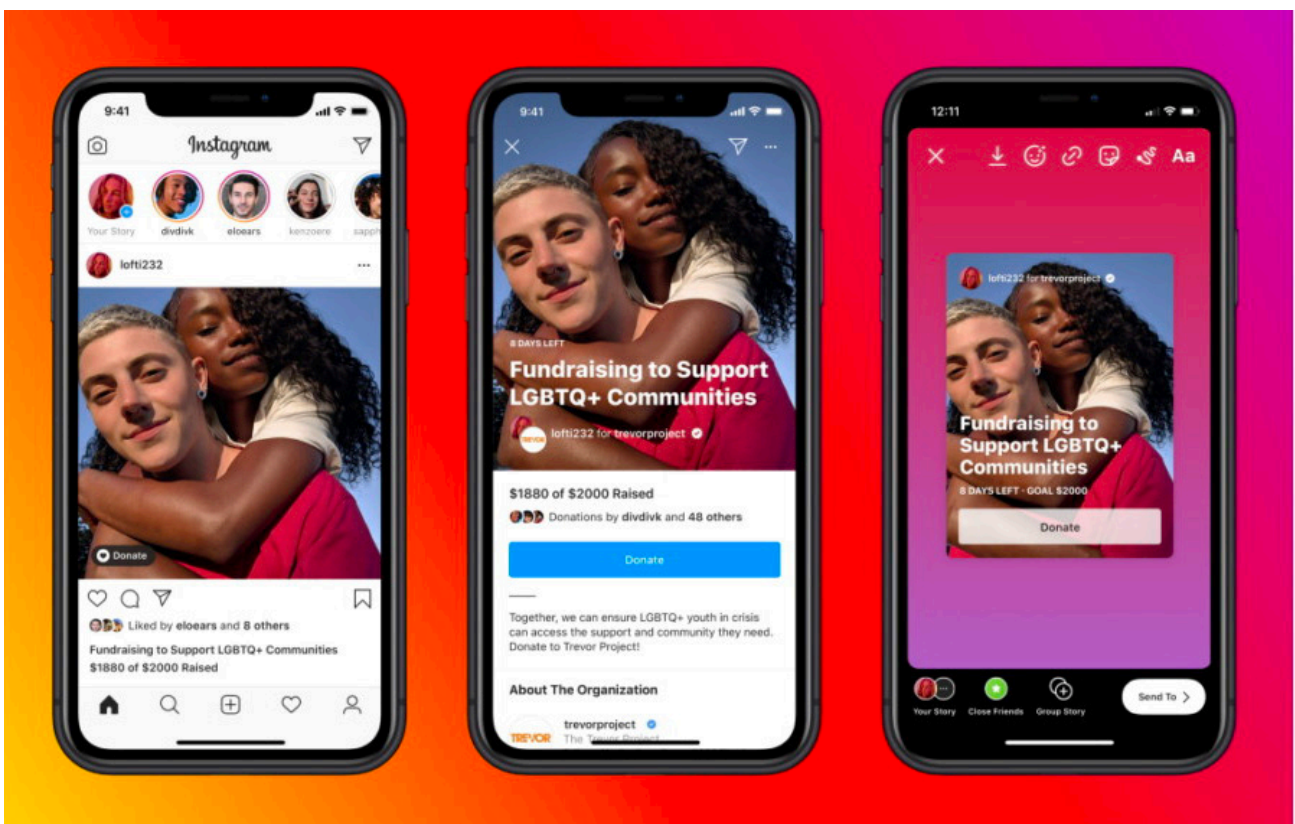 9:41
Instagram
Your Story
divdivk
eloears
kenzoere
sapph
lofti232
Donate
Liked by eloears and 8 others
Fundraising to Support LGBTQ+ Communities
$1880 of $2000 Raised
9:41
8 DAYS LEFT
Fundraising to Support
LGBTQ+ Communities
TREVOR
lofti232 for trevorproject
$1880 of $2000 Raised
Donations by divdivk and 48 others
Donate
Together, we can ensure LGBTQ+ youth in crisis
can access the support and community they need.
Donate to Trevor Project!
About The Organization
trevorproject
TREVOR
The Trevor Project
12:11
Aa
lofti232 for trevorproject
Fundraising to
Support LGBTQ+
Communities
8 DAYS LEFT · GOAL $2000
Donate
Your Story
Close Friends
Group Story
Send To